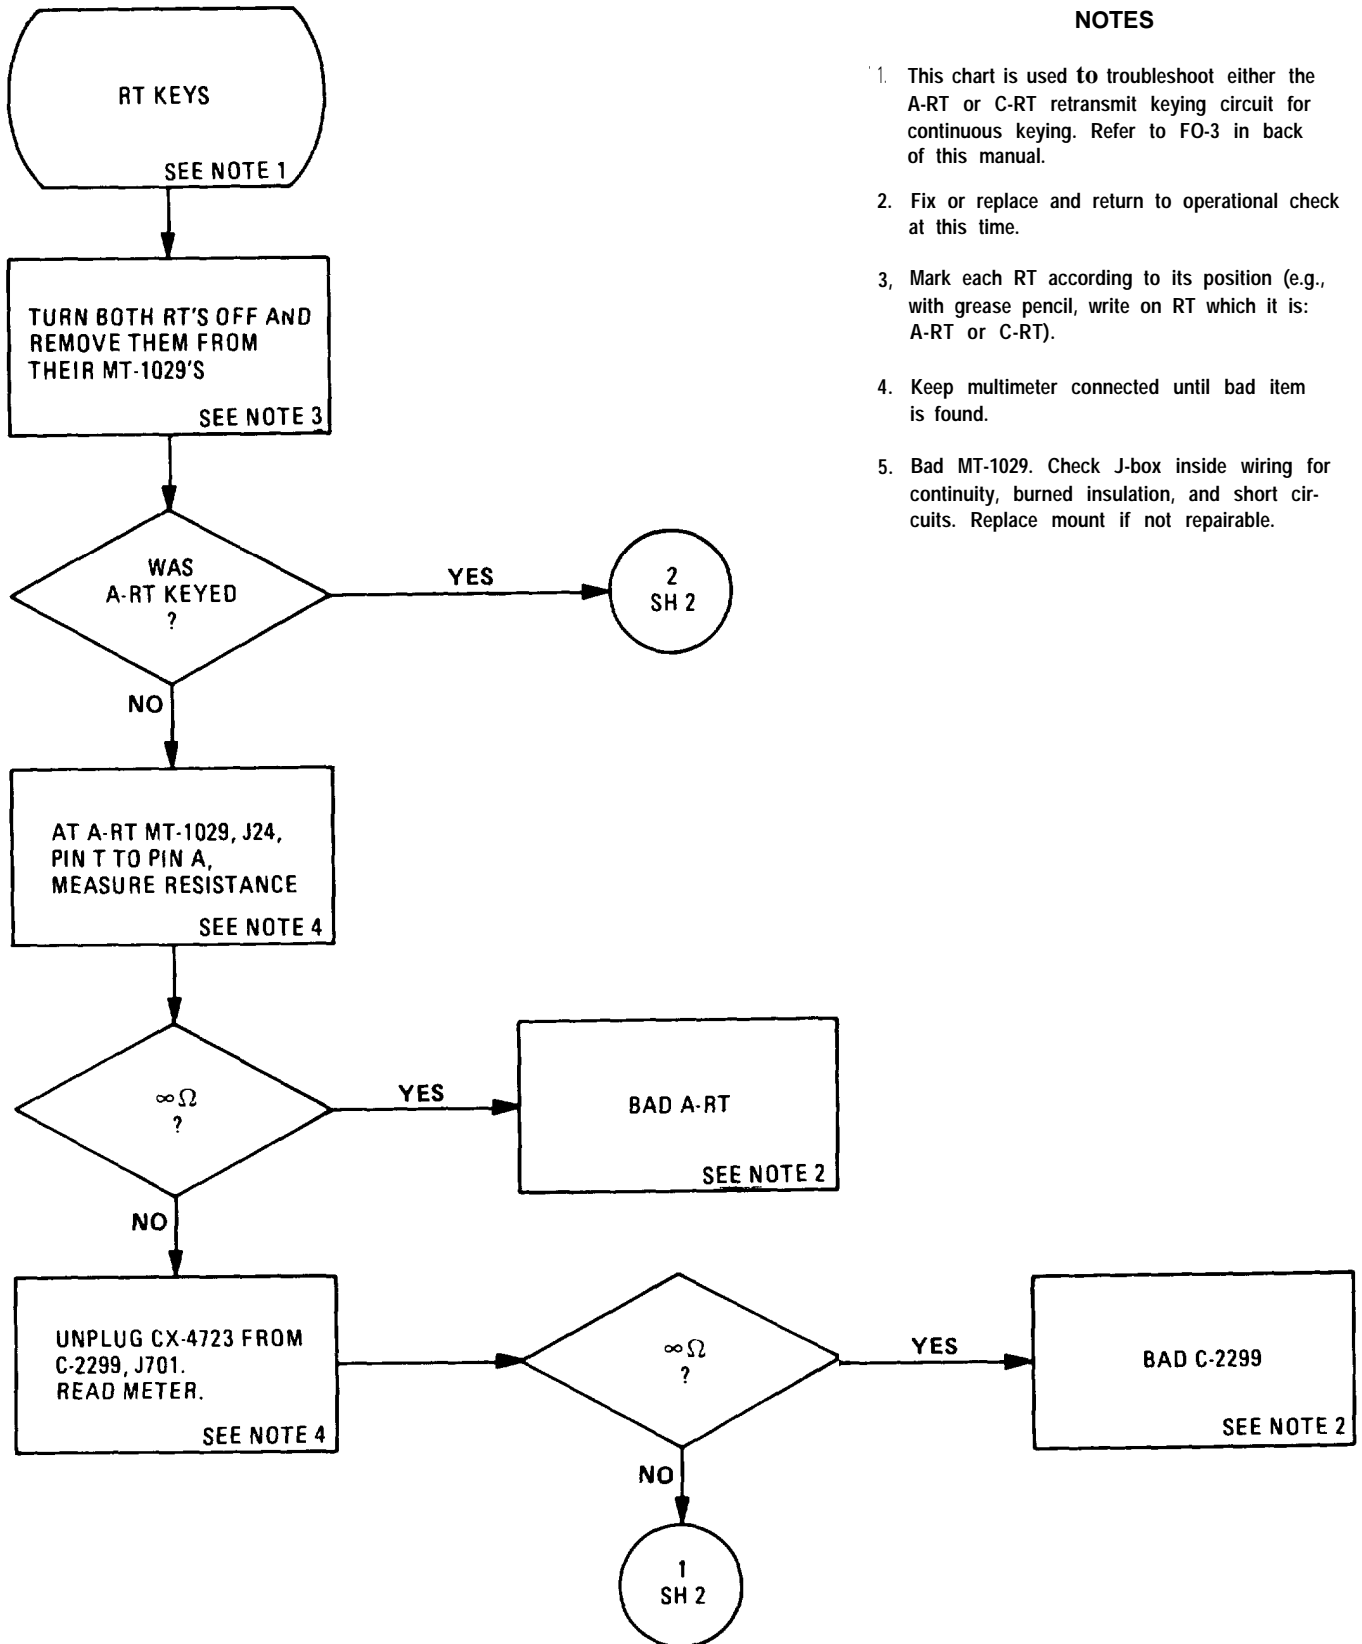 NOTES
1. This chart is used to troubleshoot either the
A-RT or C-RT retransmit keying circuit for
continuous keying. Refer to FO-3 in back
of this manual.
2. Fix or replace and return to operational check
at this time.
3, Mark each RT according to its position (e.g.,
with grease pencil, write on RT which it is:
A-RT or C-RT).
4. Keep multimeter connected until bad item
is found.
5. Bad MT-1029. Check J-box inside wiring for
continuity, burned insulation, and short cir-
cuits. Replace mount if not repairable.
RT KEYS
SEE NOTE 1
TURN BOTH RT'S OFF AND
REMOVE THEM FROM
THEIR MT-1029'S
SEE NOTE 3
WAS
A-RT KEYED
?
YES
2
SH 2
NO
AT A-RT MT-1029, J24,
PIN T TO PIN A,
MEASURE RESISTANCE
SEE NOTE 4
∞Ω
?
YES
BAD A-RT
SEE NOTE 2
NO
UNPLUG CX-4723 FROM
C-2299, J701.
READ METER.
SEE NOTE 4
∞Ω
?
YES
BAD C-2299
SEE NOTE 2
NO
1
SH 2